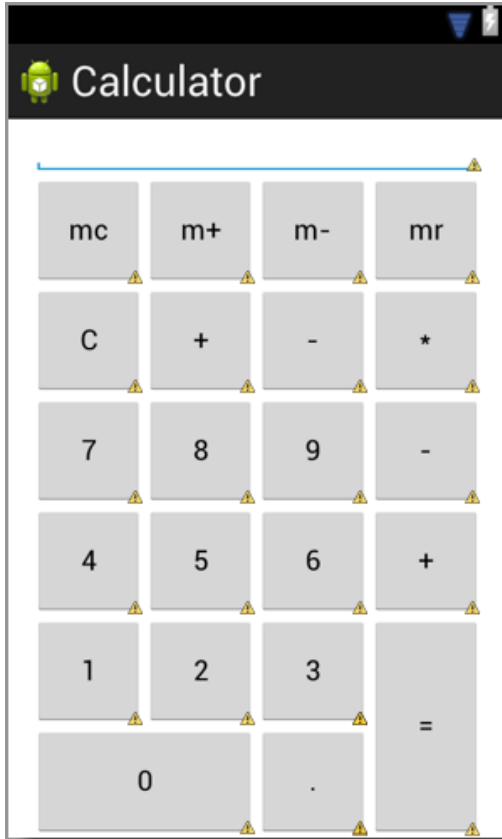 Calculator
mc m+ m- mr
C + - *
7 8 9 -
4 5 6 +
1 2 3 =
0 .